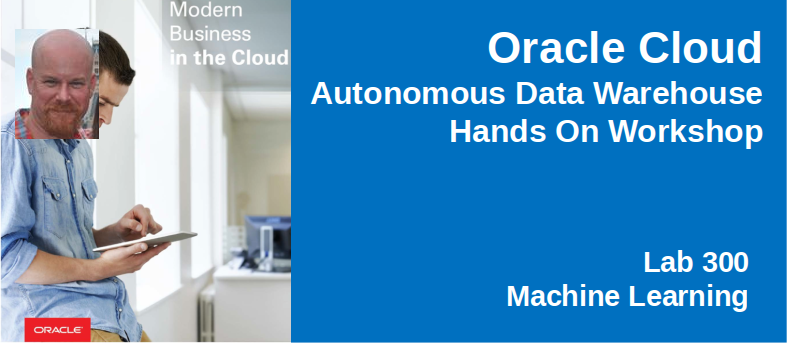 Modern
Business
in the Cloud
Oracle Cloud
Autonomous Data Warehouse
Hands On Workshop
Lab 300
Machine Learning
ORACLE